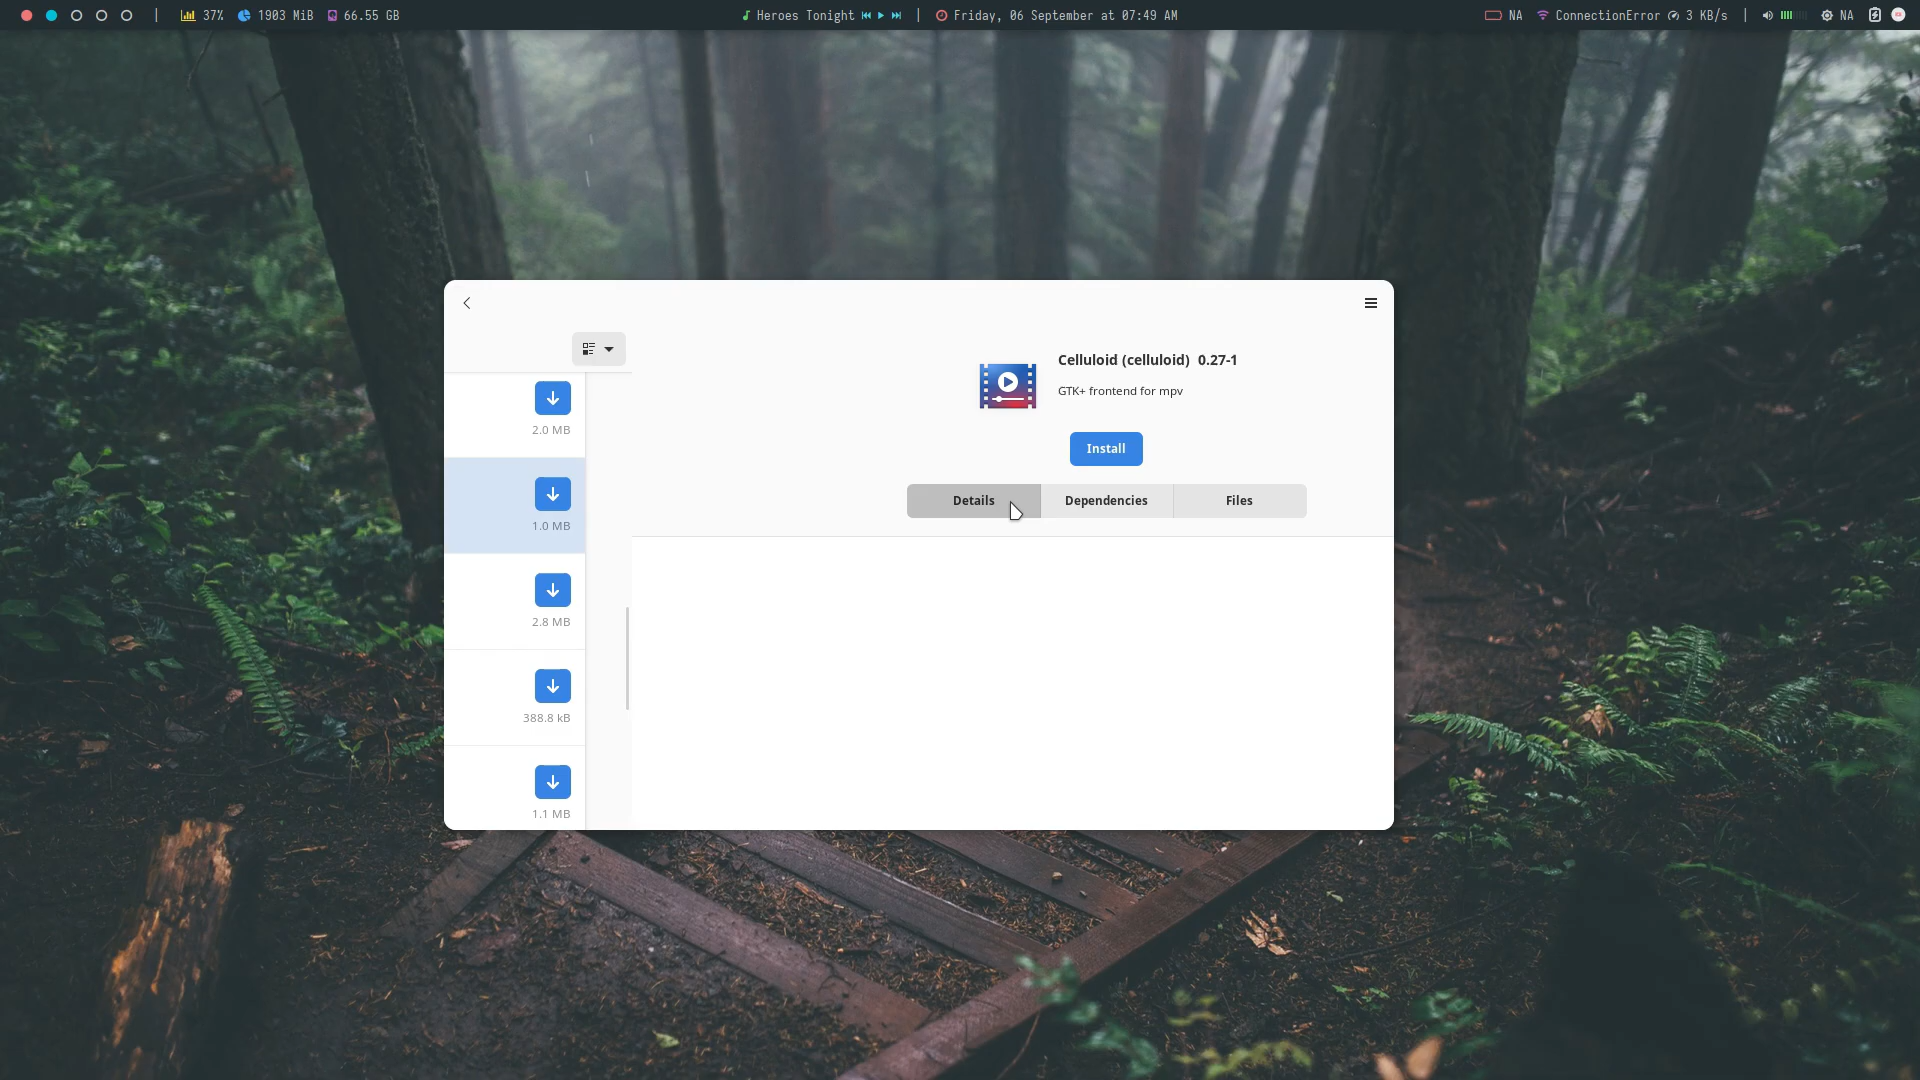 37% 1903 MiB 66.55 GB
Heroes Tonight Friday, 06 September at 07:49 AM
NA ConnectionError 3 KB/s NA
Celluloid (celluloid) 0.27-1
GTK+ frontend for mpv
Install
Details Dependencies Files
2.0 MB
1.0 MB
2.8 MB
388.8 kB
1.1 MB